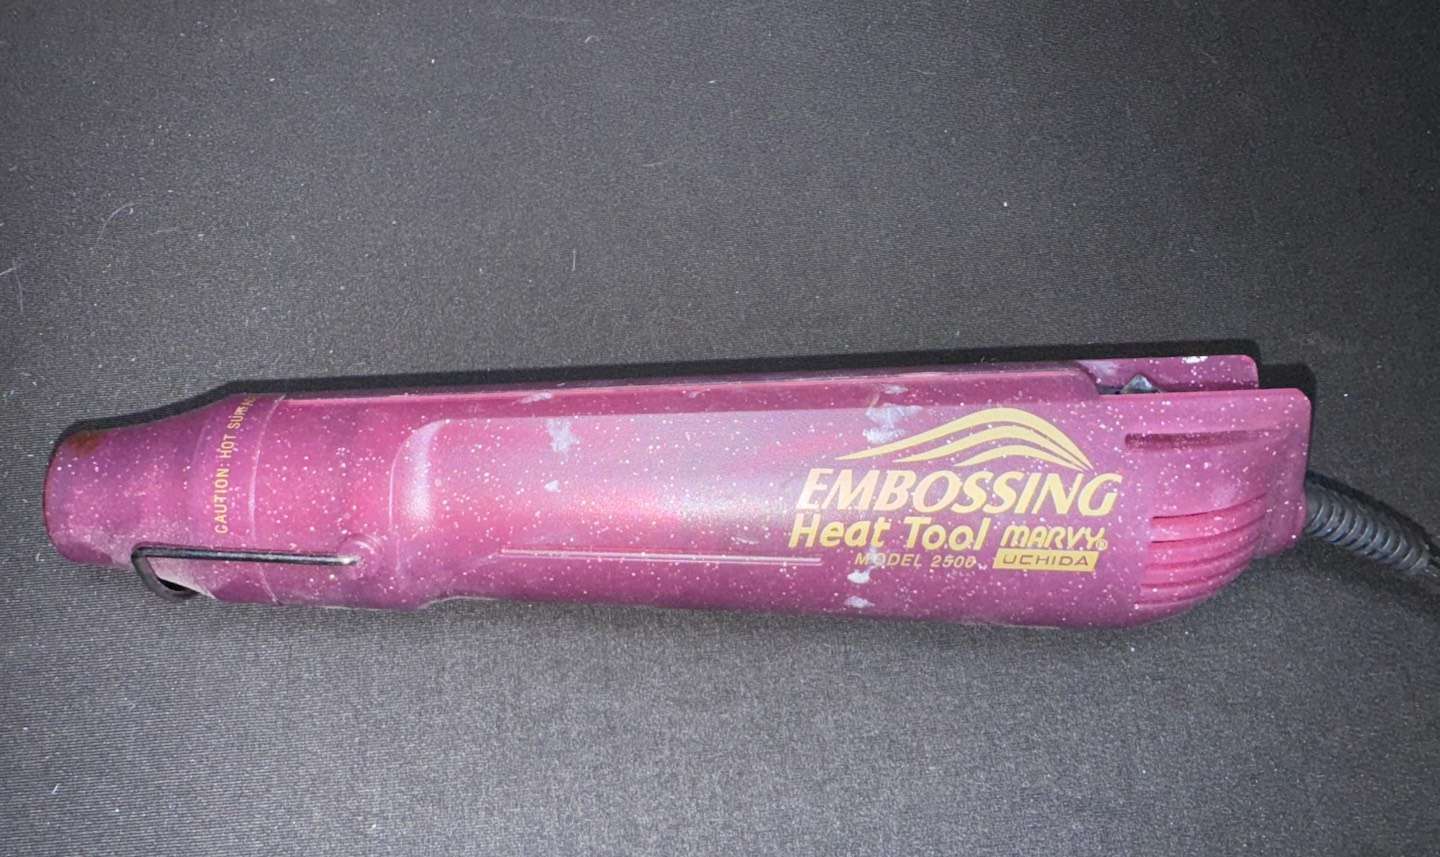 CAUTION: HOT
EMBOSSING
Heat Tool MARVY®
MODEL 2500 UCHIDA